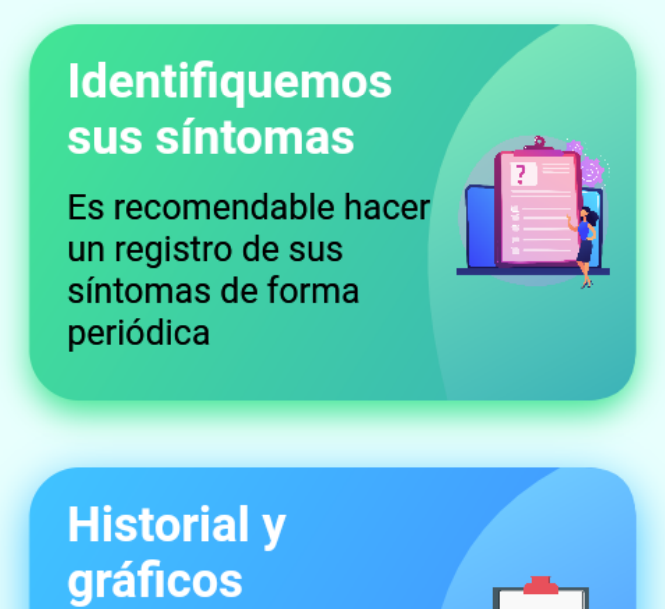 Identifiquemos
sus síntomas
Es recomendable hacer
un registro de sus
síntomas de forma
periódica
?
Historial y
gráficos